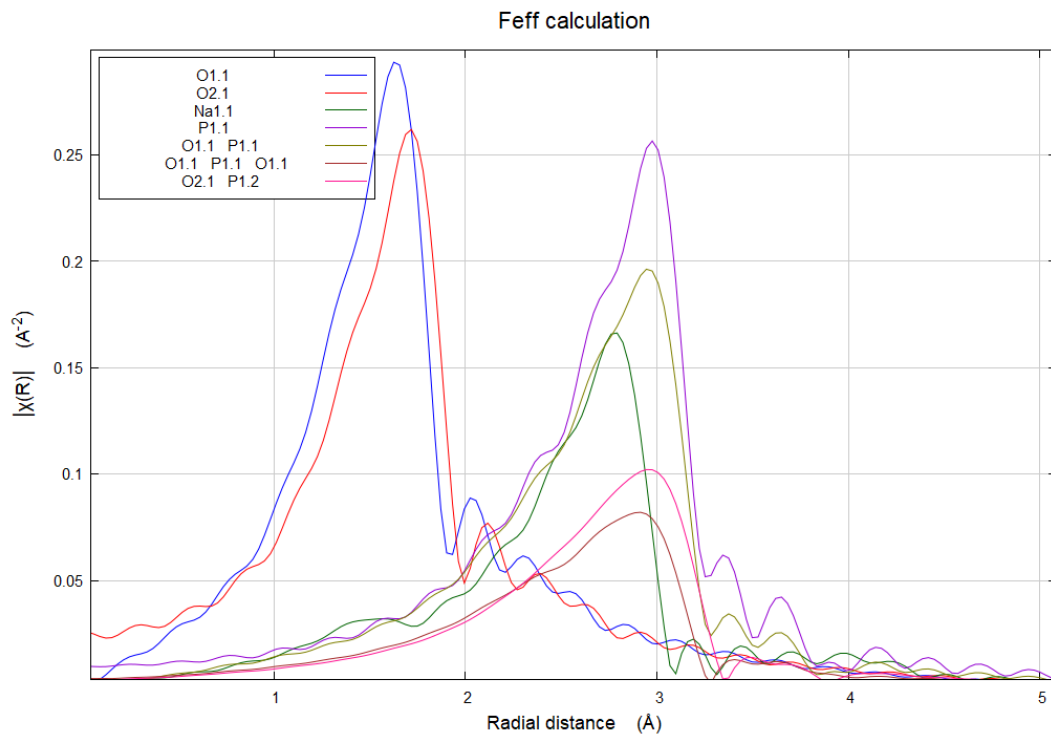 Feff calculation
O1.1
O2.1
Na1.1
P1.1
O1.1 P1.1
O1.1 P1.1 O1.1
O2.1 P1.2
0.25
0.2
0.15
0.1
0.05
|χ(R)| (A⁻²)
1 2 3 4 5
Radial distance (Å)